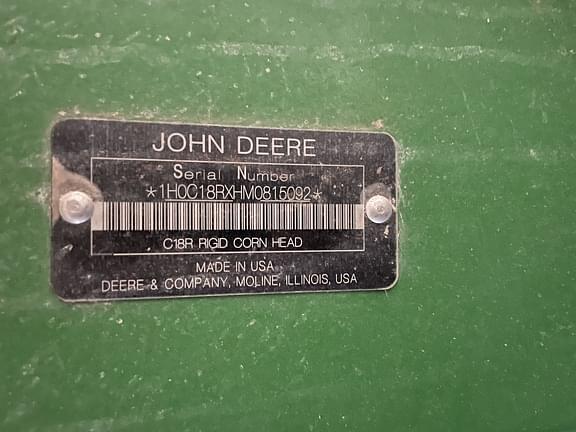 JOHN DEERE
Serial Number
*1H0C18RXHM0815092*
C18R RIGID CORN HEAD
MADE IN USA
DEERE & COMPANY, MOLINE, ILLINOIS, USA